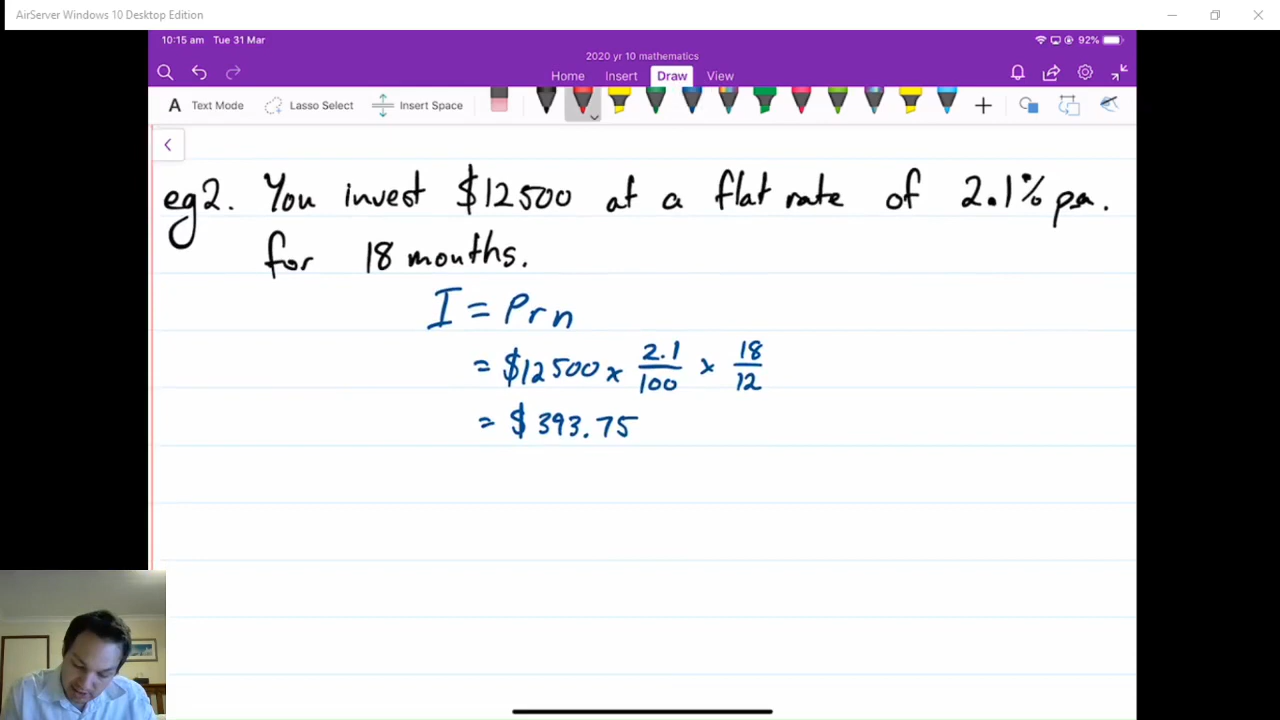 AirServer Windows 10 Desktop Edition
10:15 am Tue 31 Mar
92%
2020 yr 10 mathematics
Home Insert Draw View
A Text Mode Lasso Select Insert Space
eg2. You invest $12500 at a flat rate of 2.1% pa.
for 18 months.
I = Prn
= $12500 × 2.1/100 × 18/12
= $393.75